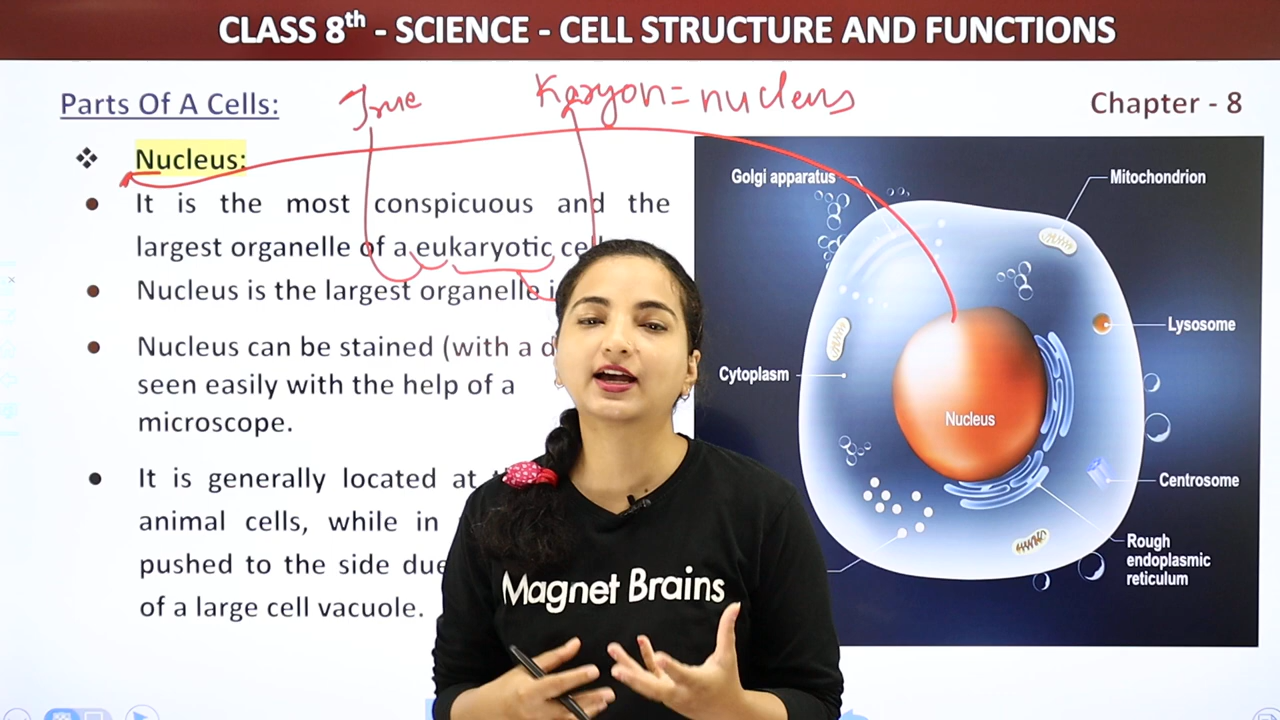 CLASS 8th - SCIENCE - CELL STRUCTURE AND FUNCTIONS
Parts Of A Cells:
True
Karyon = nucleus
Chapter - 8
❖ Nucleus:
• It is the most conspicuous and the
largest organelle of a eukaryotic
• Nucleus is the largest organelle
• Nucleus can be stained (with a
seen easily with the help of a
microscope.
• It is generally located at
animal cells, while in
pushed to the side due
of a large cell vacuole.
Golgi apparatus
Mitochondrion
Lysosome
Cytoplasm
Nucleus
Centrosome
Rough
endoplasmic
reticulum
Magnet Brains